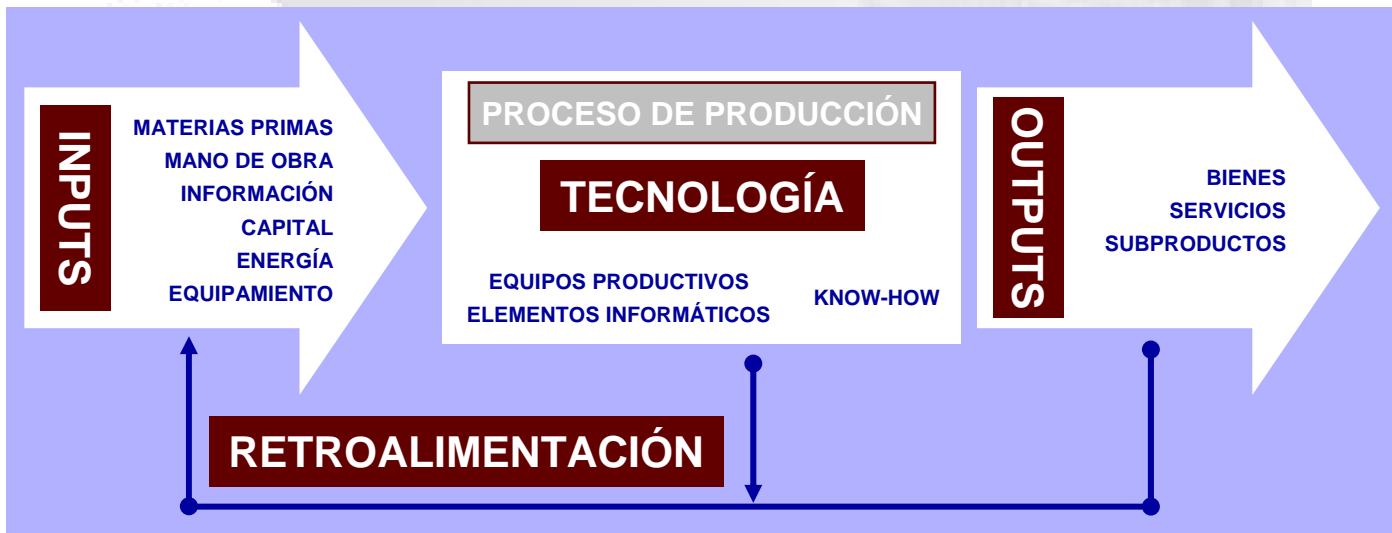 INPUTS
MATERIAS PRIMAS
MANO DE OBRA
INFORMACIÓN
CAPITAL
ENERGÍA
EQUIPAMIENTO
PROCESO DE PRODUCCIÓN
TECNOLOGÍA
EQUIPOS PRODUCTIVOS
ELEMENTOS INFORMÁTICOS
KNOW-HOW
OUTPUTS
BIENES
SERVICIOS
SUBPRODUCTOS
RETROALIMENTACIÓN